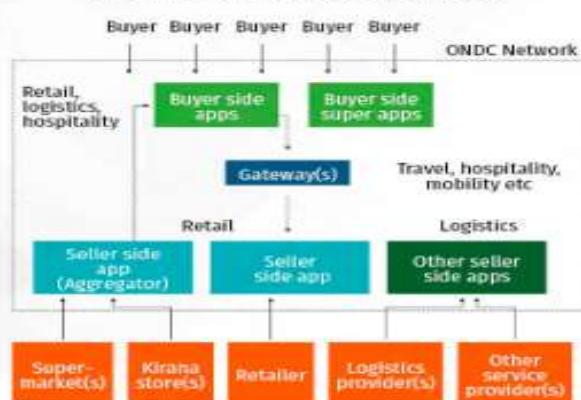 Buyer Buyer Buyer Buyer Buyer
ONDC Network
Retail,
logistics,
hospitality
Buyer side
apps
Buyer side
super apps
Gateway(s)
Travel, hospitality,
mobility etc
Retail
Logistics
Seller side
app
(Aggregator)
Seller
side app
Other seller
side apps
Super-
market(s)
Kirana
store(s)
Retailer
Logistics
provider(s)
Other
service
provider(s)